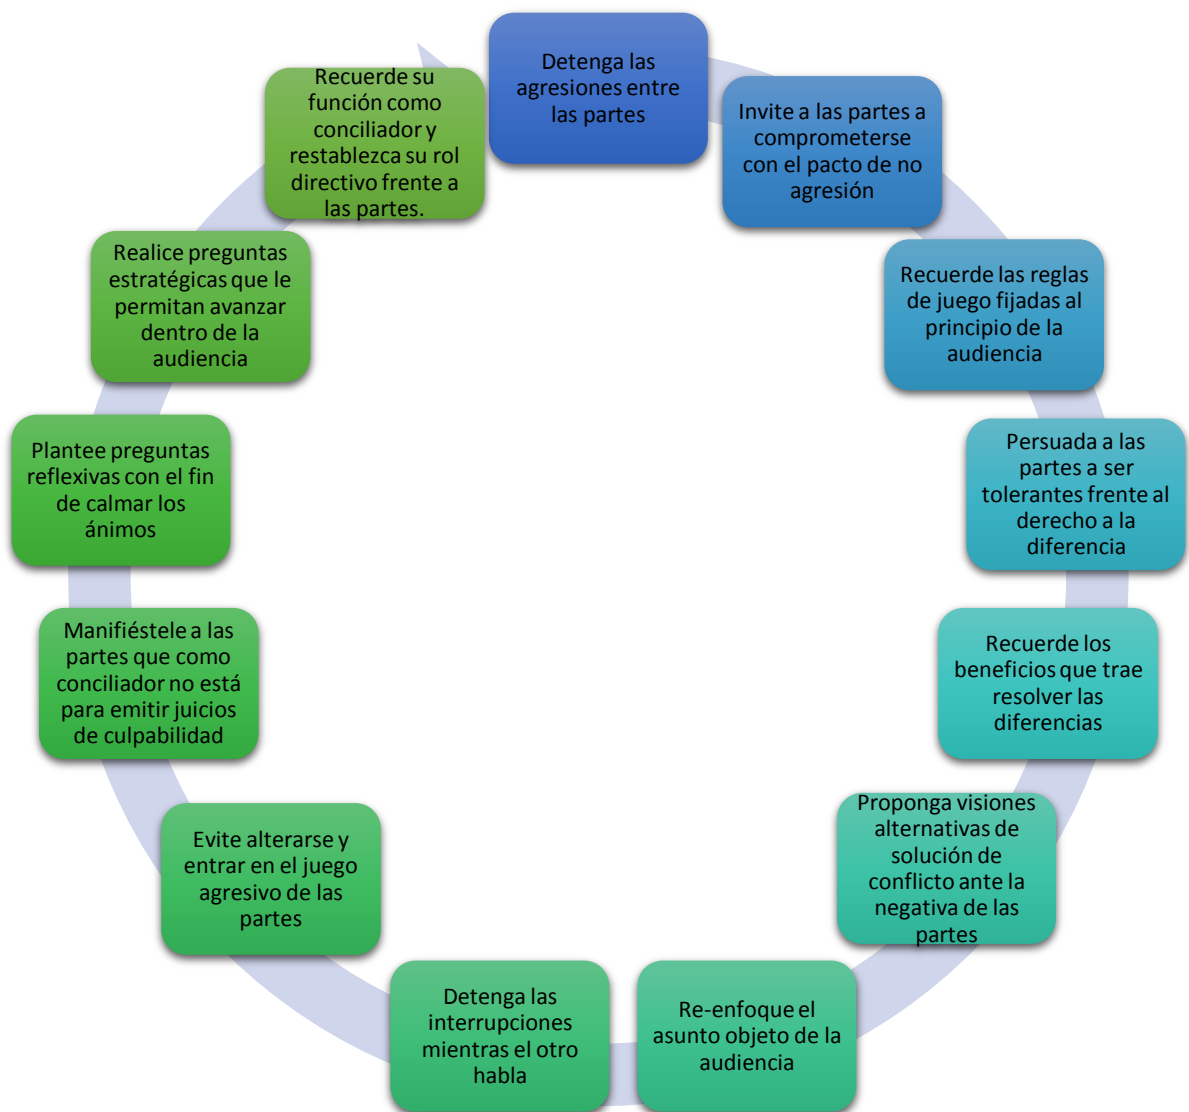 Detenga las
agresiones entre
las partes
Invite a las partes a
comprometerse
con el pacto de no
agresión
Recuerde las reglas
de juego fijadas al
principio de la
audiencia
Persuada a las
partes a ser
tolerantes frente al
derecho a la
diferencia
Recuerde los
beneficios que trae
resolver las
diferencias
Proponga visiones
alternativas de
solución de
conflicto ante la
negativa de las
partes
Re-enfoque el
asunto objeto de la
audiencia
Detenga las
interrupciones
mientras el otro
habla
Evite alterarse y
entrar en el juego
agresivo de las
partes
Manifiéstele a las
partes que como
conciliador no está
para emitir juicios
de culpabilidad
Plantee preguntas
reflexivas con el fin
de calmar los
ánimos
Realice preguntas
estratégicas que le
permitan avanzar
dentro de la
audiencia
Recuerde su
función como
conciliador y
restablezca su rol
directivo frente a
las partes.